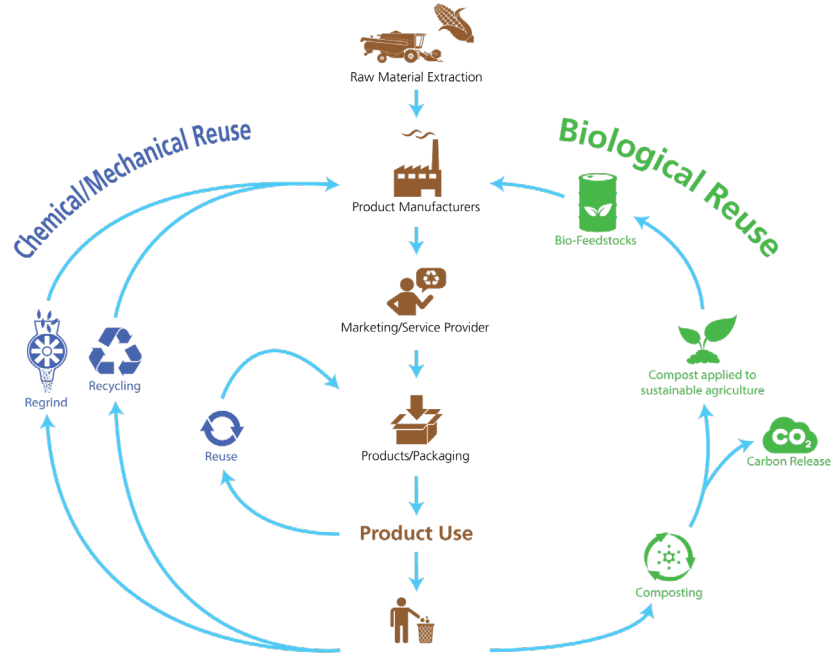 Raw Material Extraction
Chemical/Mechanical Reuse
Biological Reuse
Product Manufacturers
Bio-Feedstocks
Marketing/Service Provider
Regrind
Recycling
Compost applied to
sustainable agriculture
Reuse
Products/Packaging
CO2
Carbon Release
Product Use
Composting